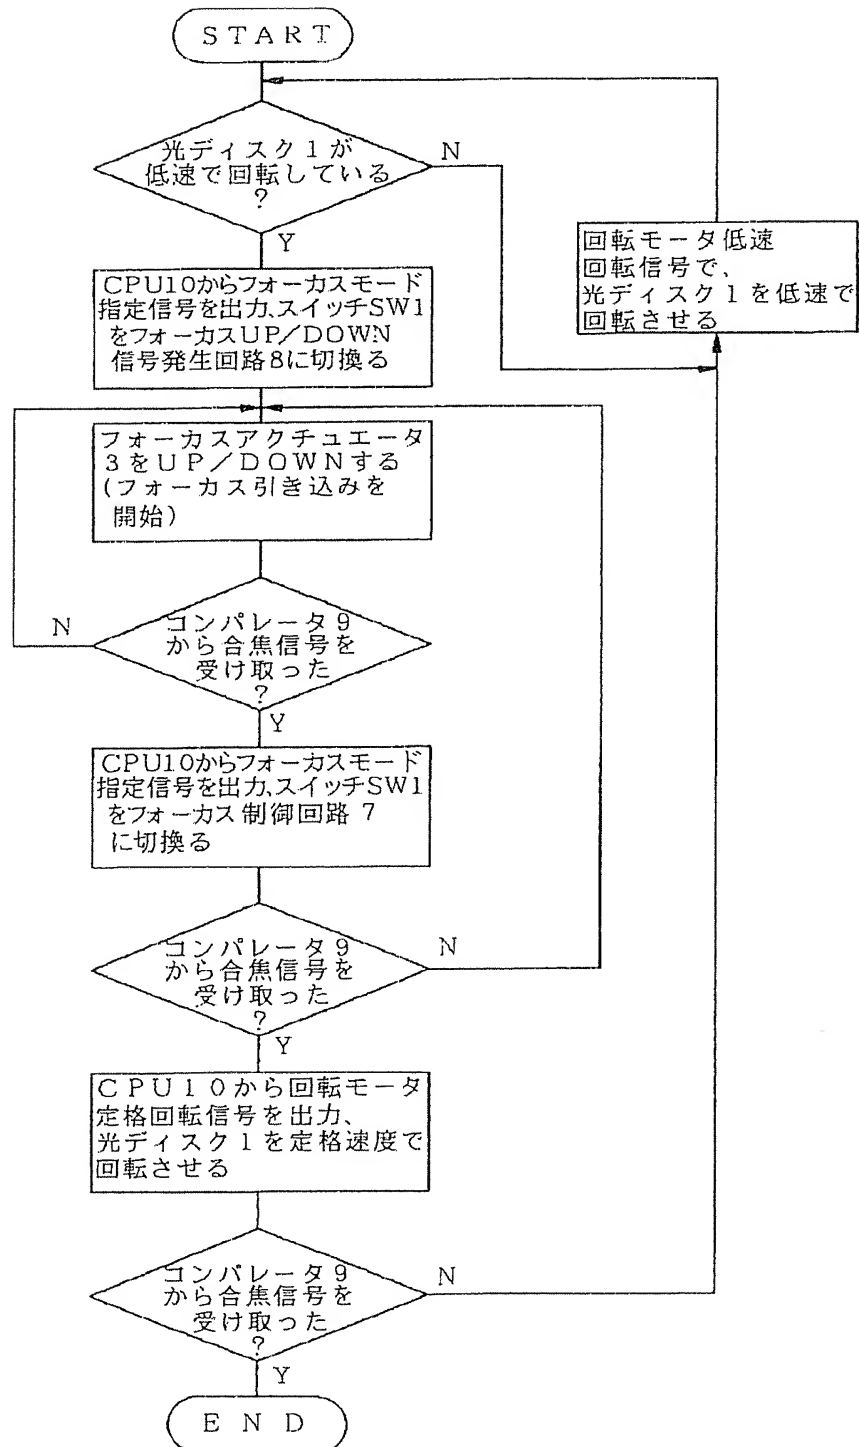 START
光ディスク1が
低速で回転している
?
N
Y
回転モータ低速
回転信号で、
光ディスク1を低速で
回転させる
CPU10からフォーカスモード
指定信号を出力、スイッチSW1
をフォーカスUP/DOWN
信号発生回路8に切換る
フォーカスアクチュエータ
3をUP/DOWNする
(フォーカス引き込みを
開始)
N
コンパレータ9
から合焦信号を
受け取った
?
Y
CPU10からフォーカスモード
指定信号を出力、スイッチSW1
をフォーカス制御回路7
に切換る
コンパレータ9
から合焦信号を
受け取った
?
N
Y
CPU10から回転モータ
定格回転信号を出力、
光ディスク1を定格速度で
回転させる
コンパレータ9
から合焦信号を
受け取った
?
N
Y
END